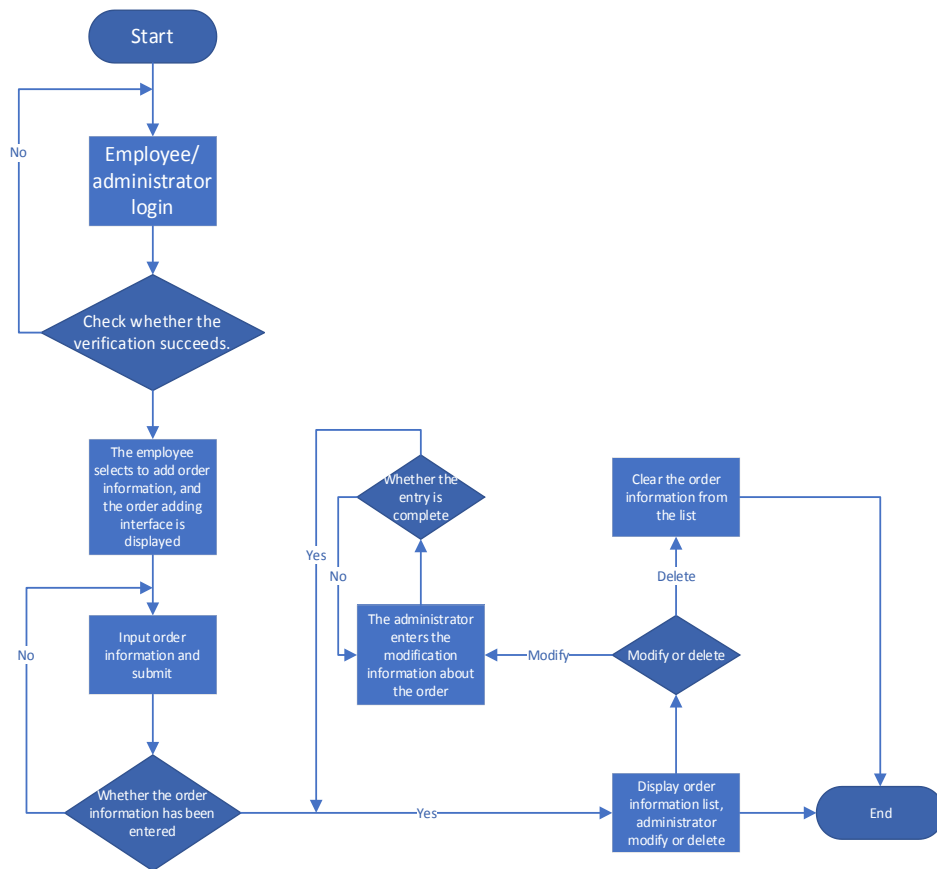 Start
No
Employee/
administrator
login
Check whether the
verification succeeds.
The employee
selects to add order
information, and
the order adding
interface is
displayed
Whether the
entry is
complete
Clear the order
information from
the list
Yes
No
Delete
No
Input order
information and
submit
The administrator
enters the
modification
information about
the order
Modify
Modify or delete
Whether the order
information has been
entered
Yes
Display order
information list,
administrator
modify or delete
End